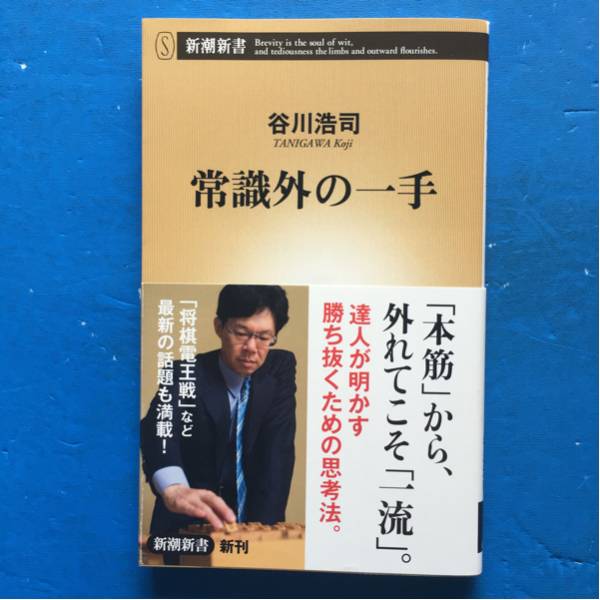 S
新潮新書
Brevity is the soul of wit,
and tediousness the limbs and outward flourishes.
谷川浩司
TANIGAWA Koji
常識外の一手
「本筋」から、
外れてこそ「一流」。
達人が明かす
勝ち抜くための思考法。
「将棋電王戦」など
最新の話題も満載!
新潮新書
新刊